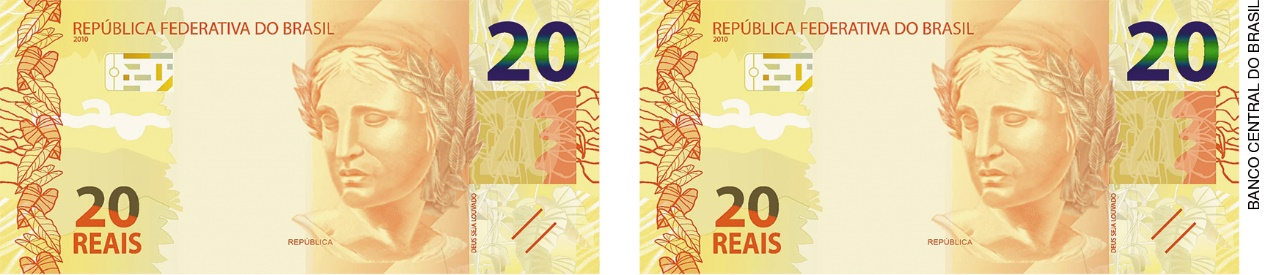 REPÚBLICA FEDERATIVA DO BRASIL
2010
20
20
REAIS
REPÚBLICA
DEUS SEJA LOUVADO
REPÚBLICA FEDERATIVA DO BRASIL
2010
20
20
REAIS
REPÚBLICA
DEUS SEJA LOUVADO
BANCO CENTRAL DO BRASIL